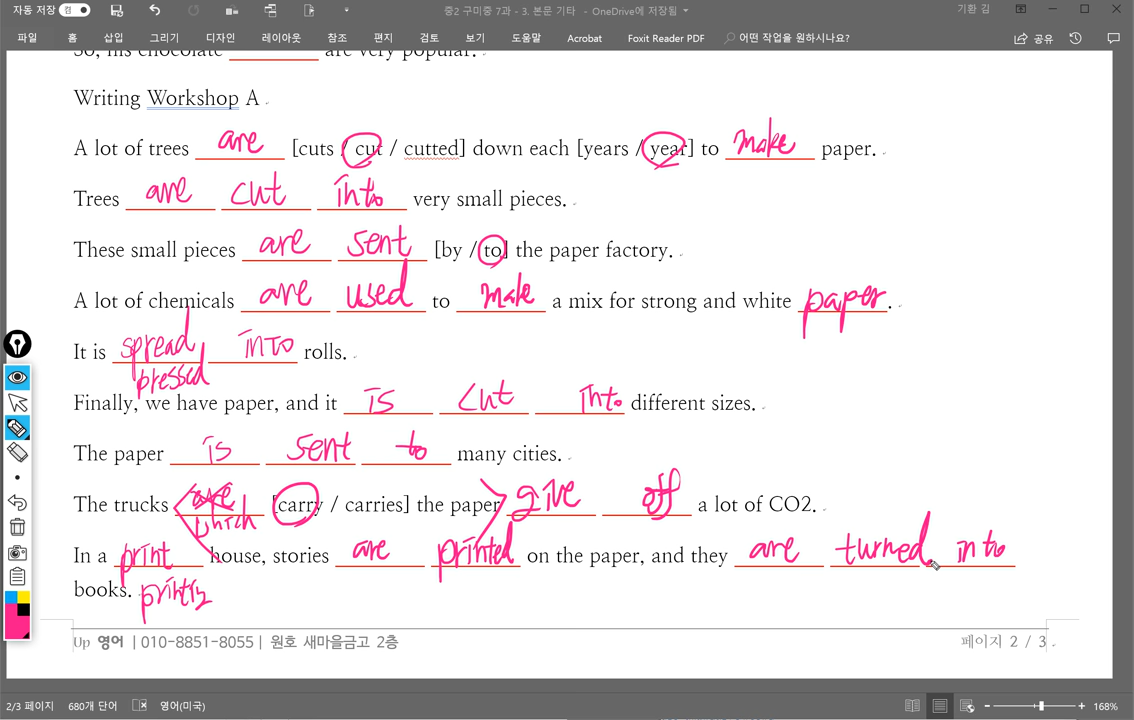 자동 저장 켬 중2 구미중 7과 - 3. 본문 기타 - OneDrive에 저장됨 기환 김
파일 홈 삽입 그리기 디자인 레이아웃 참조 편지 검토 보기 도움말 Acrobat Foxit Reader PDF 어떤 작업을 원하시나요? 공유
So, his chocolate are very popular.
Writing Workshop A
A lot of trees are [cuts / cut / cutted] down each [years / year] to make paper.
Trees are cut into very small pieces.
These small pieces are sent [by / to] the paper factory.
A lot of chemicals are used to make a mix for strong and white paper.
It is spread into rolls.
pressed
Finally, we have paper, and it is cut into different sizes.
The paper is sent to many cities.
The trucks are [carry / carries] the paper give off a lot of CO2.
which
In a print house, stories are printed on the paper, and they are turned into
books.
Up 영어 | 010-8851-8055 | 원호 새마을금고 2층 페이지 2 / 3
2/3 페이지 680개 단어 영어(미국) 168%